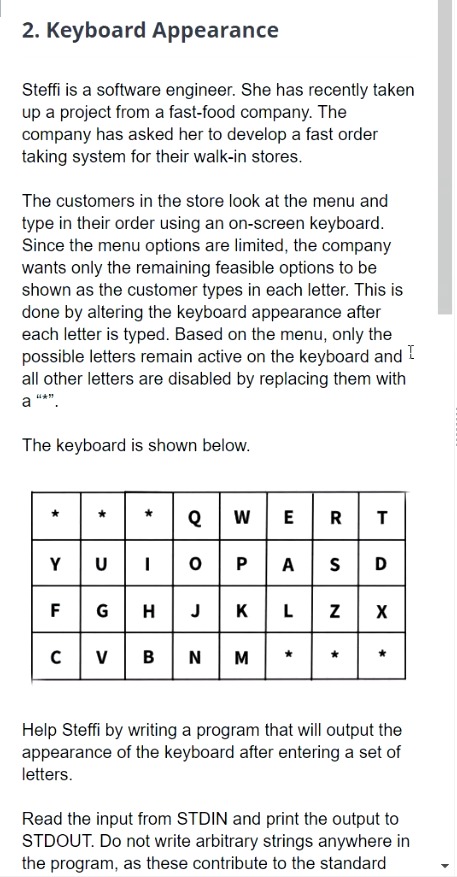 2. Keyboard Appearance
Steffi is a software engineer. She has recently taken
up a project from a fast-food company. The
company has asked her to develop a fast order
taking system for their walk-in stores.
The customers in the store look at the menu and
type in their order using an on-screen keyboard.
Since the menu options are limited, the company
wants only the remaining feasible options to be
shown as the customer types in each letter. This is
done by altering the keyboard appearance after
each letter is typed. Based on the menu, only the
possible letters remain active on the keyboard and
all other letters are disabled by replacing them with
a “*”.
The keyboard is shown below.
* * * Q W E R T
Y U I O P A S D
F G H J K L Z X
C V B N M * * *
Help Steffi by writing a program that will output the
appearance of the keyboard after entering a set of
letters.
Read the input from STDIN and print the output to
STDOUT. Do not write arbitrary strings anywhere in
the program, as these contribute to the standard